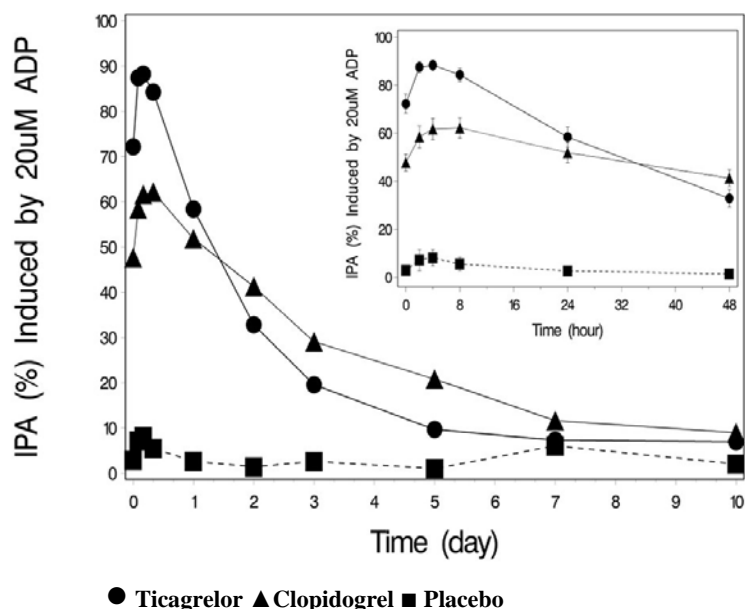 IPA (%) Induced by 20uM ADP
100
90
80
70
60
50
40
30
20
10
0
0 1 2 3 4 5 6 7 8 9 10
Time (day)
IPA (%) Induced by 20uM ADP
100
80
60
40
20
0
0 8 16 24 32 40 48
Time (hour)
● Ticagrelor ▲ Clopidogrel ■ Placebo